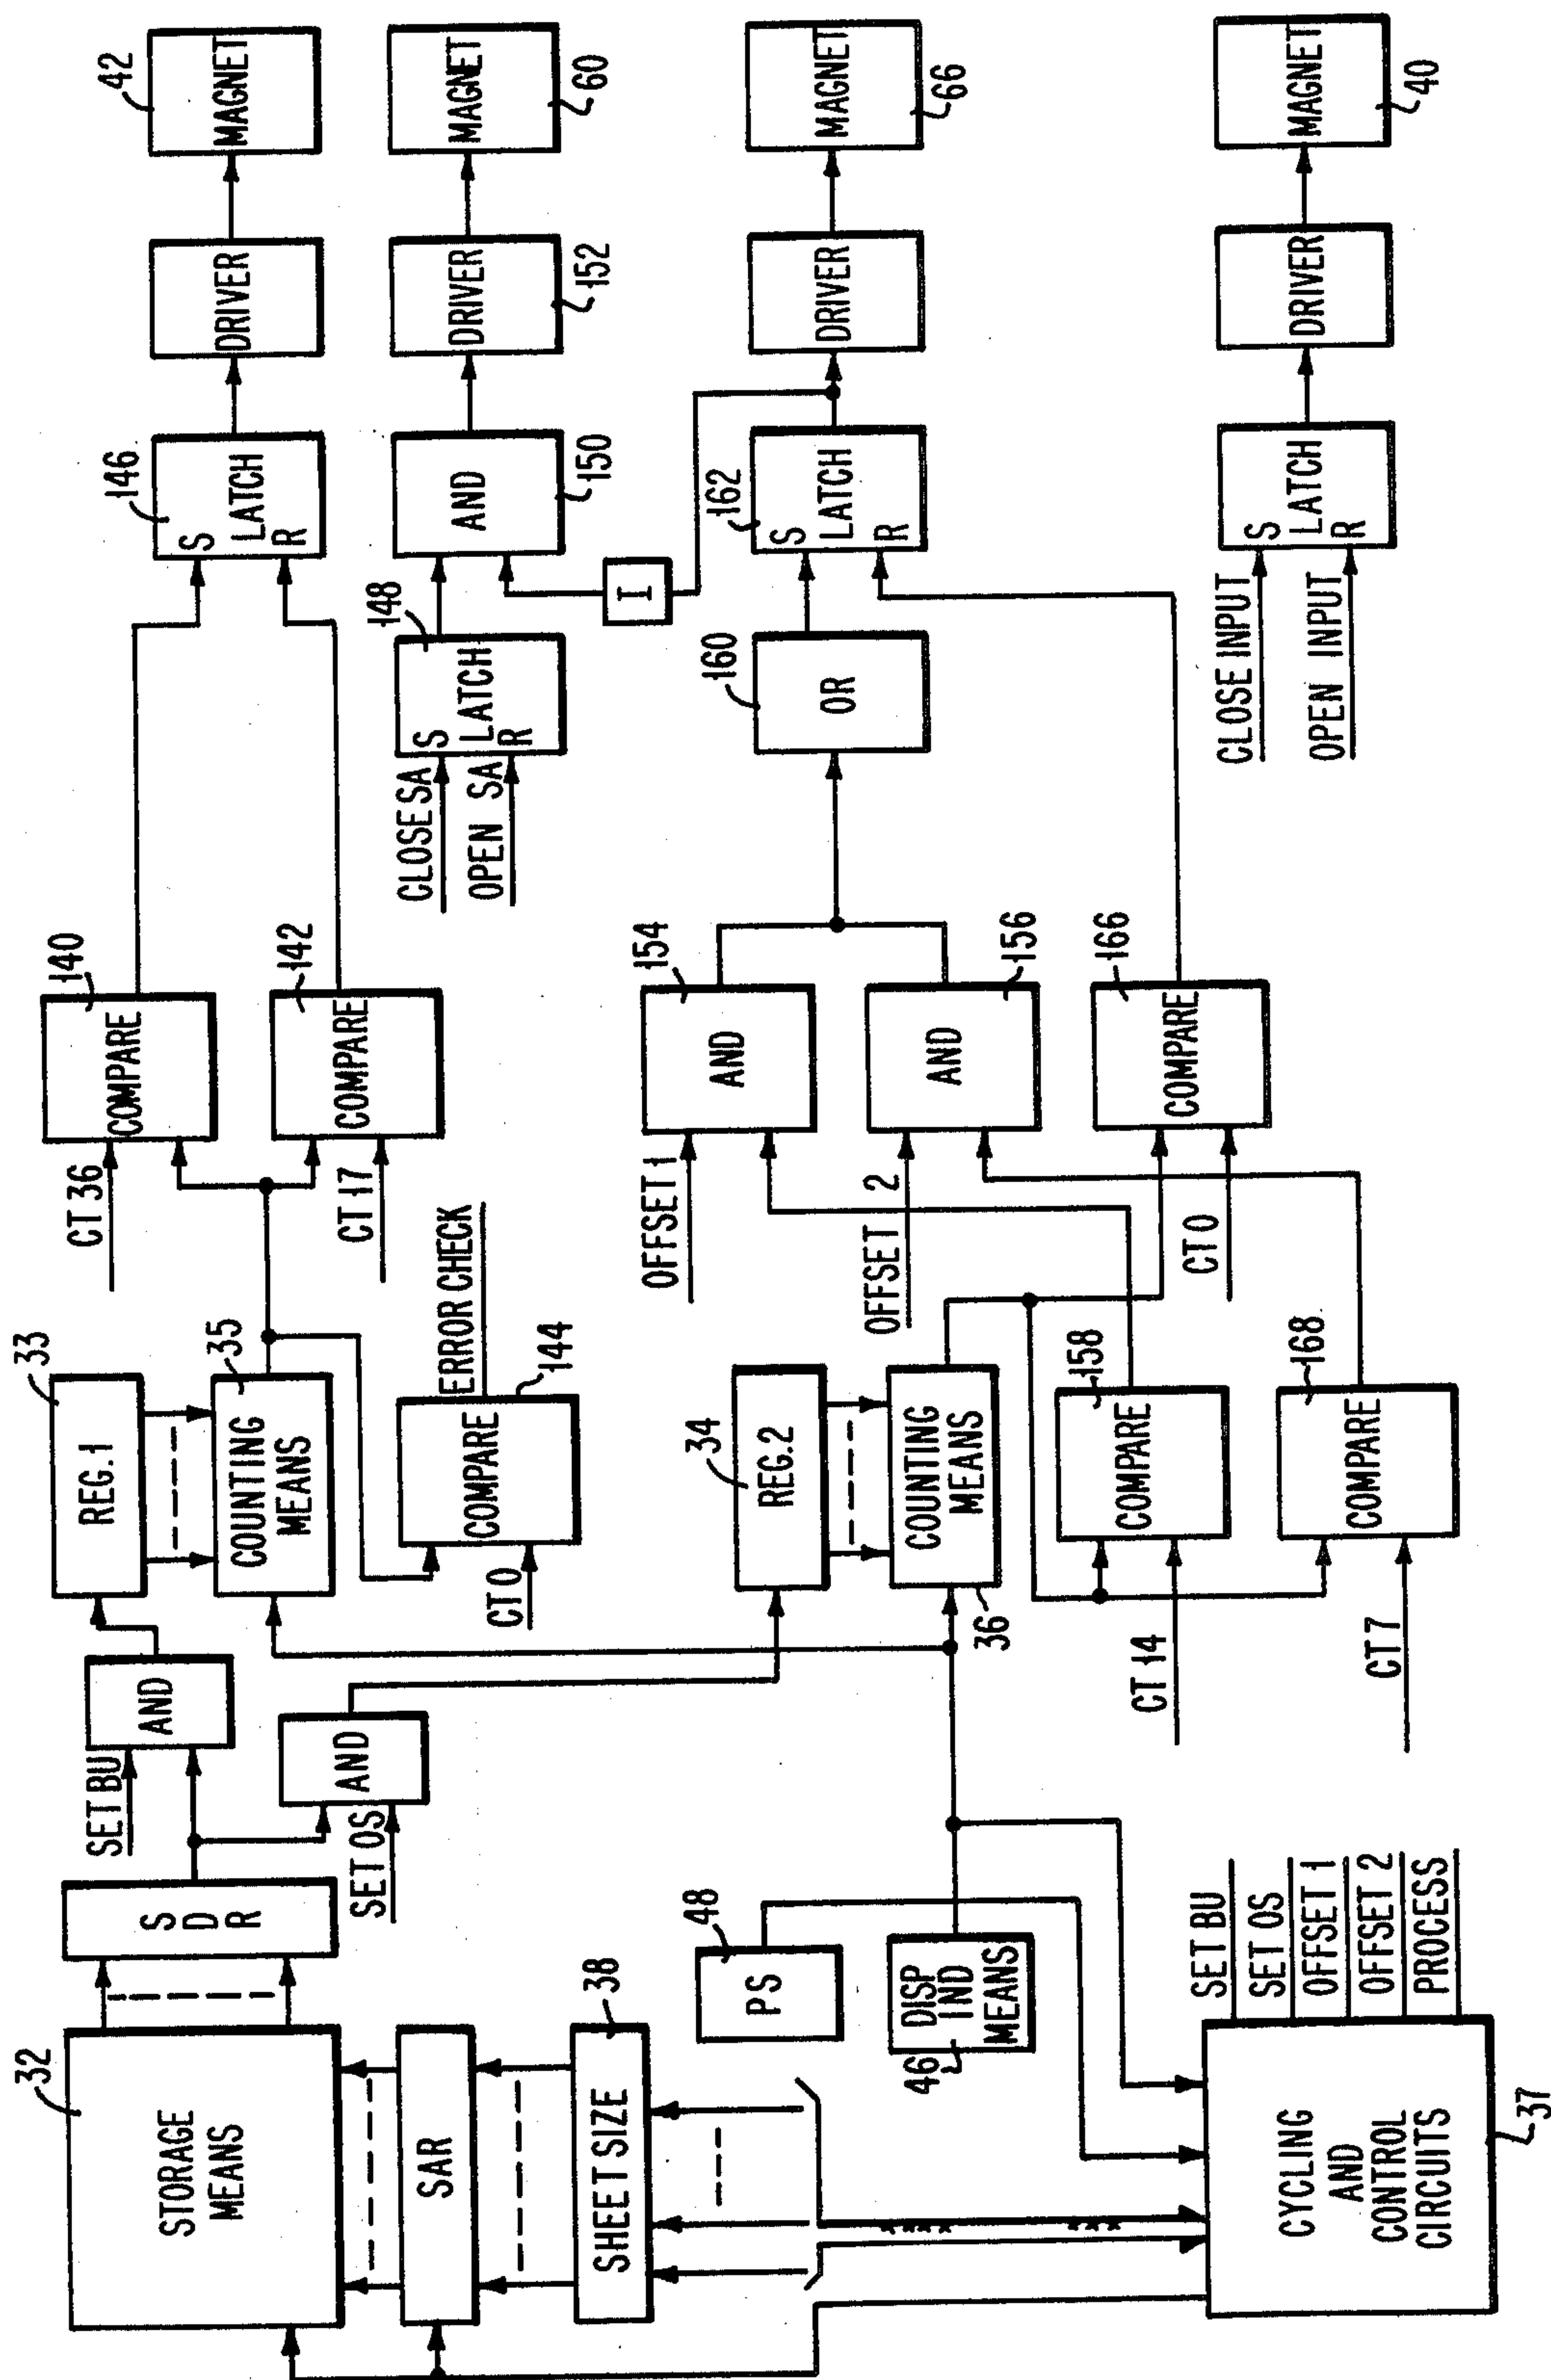 42
MAGNET
MAGNET
60
MAGNET
66
MAGNET
40
DRIVER
DRIVER
152
DRIVER
DRIVER
146
S
LATCH
R
AND
150
162
S
LATCH
R
S
LATCH
R
CLOSE INPUT
OPEN INPUT
I
148
S
LATCH
R
CLOSE SA
OPEN SA
160
OR
140
COMPARE
142
COMPARE
CT 36
CT 17
154
AND
156
AND
166
COMPARE
OFFSET 1
OFFSET 2
CT 0
33
REG. 1
35
COUNTING
MEANS
ERROR CHECK
144
COMPARE
CT 0
34
REG. 2
COUNTING
MEANS
36
158
COMPARE
168
COMPARE
CT 14
CT 7
AND
SET BU
AND
SET OS
SDR
32
STORAGE
MEANS
SAR
38
SHEET SIZE
48
PS
46
DISP
IND
MEANS
SET BU
SET OS
OFFSET 1
OFFSET 2
PROCESS
CYCLING
AND
CONTROL
CIRCUITS
37